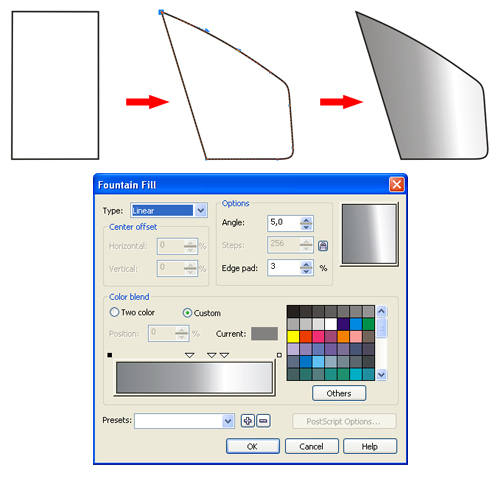 Fountain Fill
Type: Linear
Options
Angle: 5,0
Steps: 256
Edge pad: 3 %
Center offset
Horizontal: 0 %
Vertical: 0 %
Color blend
Two color
Custom
Position: 0 %
Current:
Others
Presets:
PostScript Options...
OK
Cancel
Help